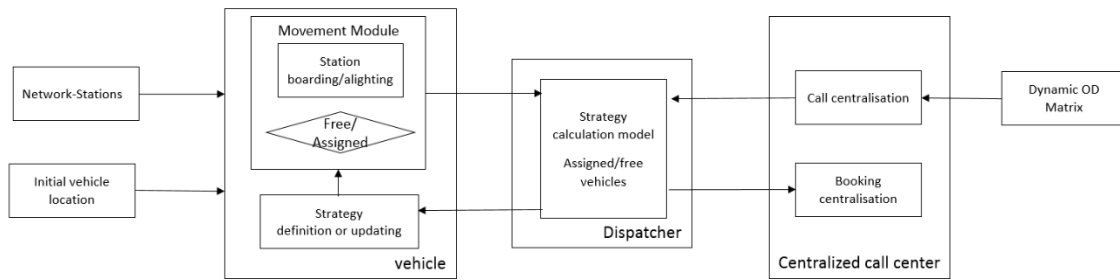 Network-Stations
Initial vehicle
location
Movement Module
Station
boarding/alighting
Free/
Assigned
Strategy
definition or updating
vehicle
Strategy
calculation model
Assigned/free
vehicles
Dispatcher
Call centralisation
Booking
centralisation
Centralized call center
Dynamic OD
Matrix